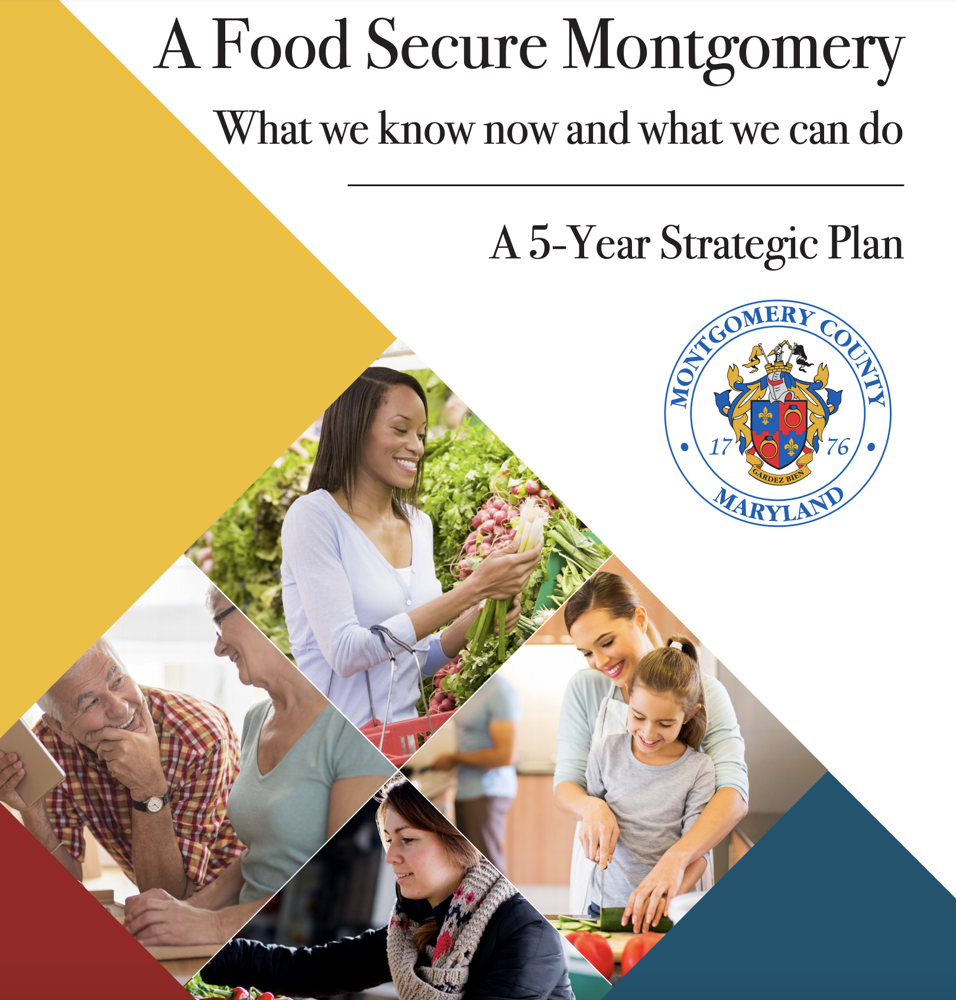 A Food Secure Montgomery
What we know now and what we can do
A 5-Year Strategic Plan
MONTGOMERY COUNTY
17 76
GARDEZ BIEN
MARYLAND